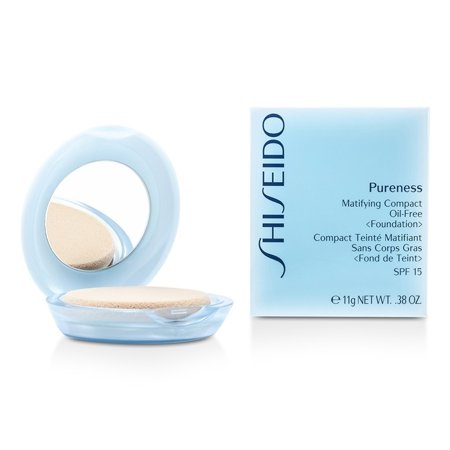 SHISEIDO
Pureness
Matifying Compact
Oil-Free
<Foundation>
Compact Teinté Matifiant
Sans Corps Gras
<Fond de Teint>
SPF 15
℮ 11g NET WT. .38 OZ.